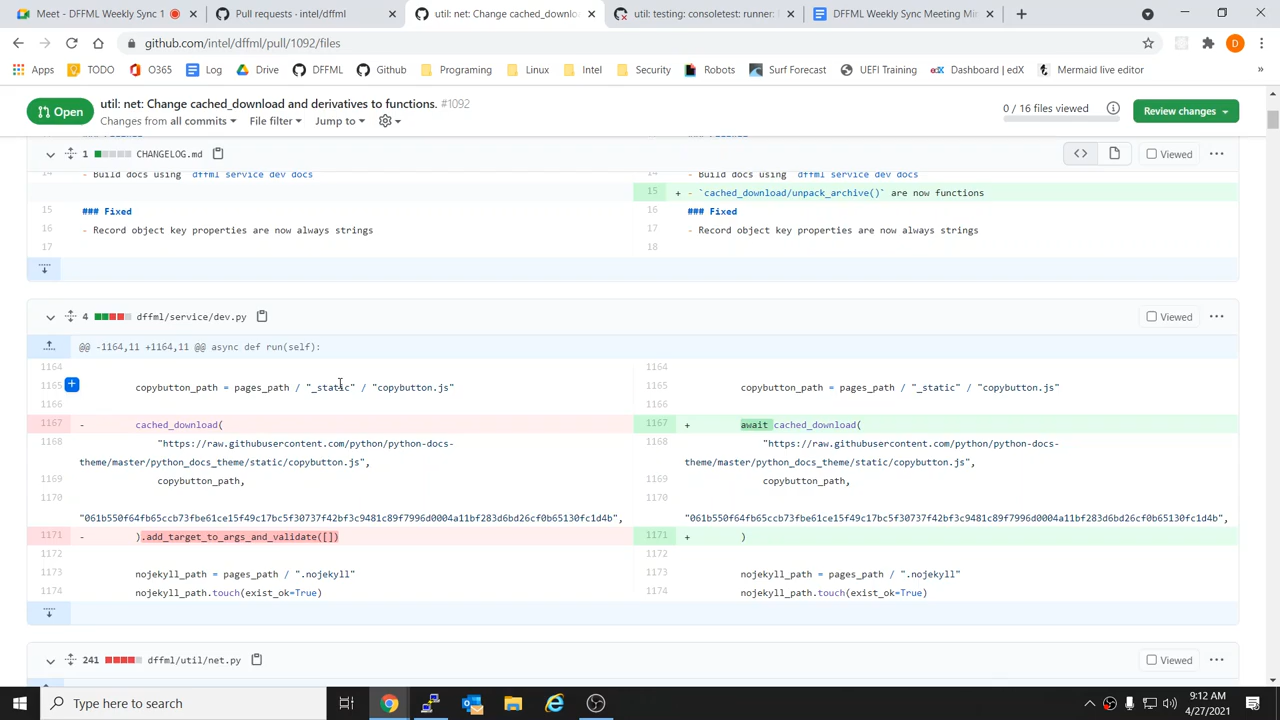 Meet - DFFML Weekly Sync 1
Pull requests - intel/dffml
util: net: Change cached_downlo
util: testing: consoletest: runner: F
DFFML Weekly Sync Meeting Mi
github.com/intel/dffml/pull/1092/files
Apps
TODO
O365
Log
Drive
DFFML
Github
Programing
Linux
Intel
Security
Robots
Surf Forecast
UEFI Training
Dashboard | edX
Mermaid live editor
»
Open
util: net: Change cached_download and derivatives to functions. #1092
Changes from all commits
File filter
Jump to
0 / 16 files viewed
Review changes
1 CHANGELOG.md
Viewed
14 - Build docs using `dffml service dev docs`
14 - Build docs using `dffml service dev docs`
15 + - `cached_download/unpack_archive()` are now functions
15 ### Fixed
16 ### Fixed
16 - Record object key properties are now always strings
17 - Record object key properties are now always strings
17
18
4 dffml/service/dev.py
Viewed
@@ -1164,11 +1164,11 @@ async def run(self):
1164
1164
1165 copybutton_path = pages_path / "_static" / "copybutton.js"
1165 copybutton_path = pages_path / "_static" / "copybutton.js"
1166
1166
1167 - cached_download(
1167 + await cached_download(
1168 "https://raw.githubusercontent.com/python/python-docs-
theme/master/python_docs_theme/static/copybutton.js",
1168 "https://raw.githubusercontent.com/python/python-docs-
theme/master/python_docs_theme/static/copybutton.js",
1169 copybutton_path,
1169 copybutton_path,
1170
"061b550f64fb65ccb73fbe61ce15f49c17bc5f30737f42bf3c9481c89f7996d0004a11bf283d6bd26cf0b65130fc1d4b",
1170
"061b550f64fb65ccb73fbe61ce15f49c17bc5f30737f42bf3c9481c89f7996d0004a11bf283d6bd26cf0b65130fc1d4b",
1171 - ).add_target_to_args_and_validate([])
1171 + )
1172
1172
1173 nojekyll_path = pages_path / ".nojekyll"
1173 nojekyll_path = pages_path / ".nojekyll"
1174 nojekyll_path.touch(exist_ok=True)
1174 nojekyll_path.touch(exist_ok=True)
241 dffml/util/net.py
Viewed
Type here to search
9:12 AM
4/27/2021